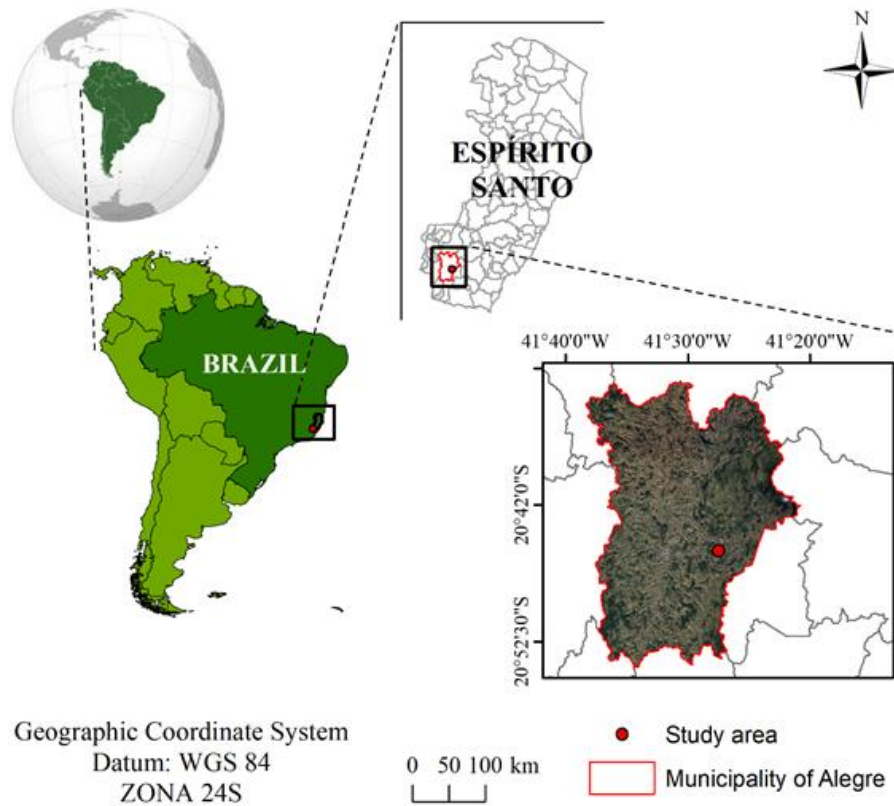 N
ESPÍRITO
SANTO
BRAZIL
41°40'0"W
41°30'0"W
41°20'0"W
20°42'0"S
20°52'30"S
Geographic Coordinate System
Datum: WGS 84
ZONA 24S
0 50 100 km
Study area
Municipality of Alegre